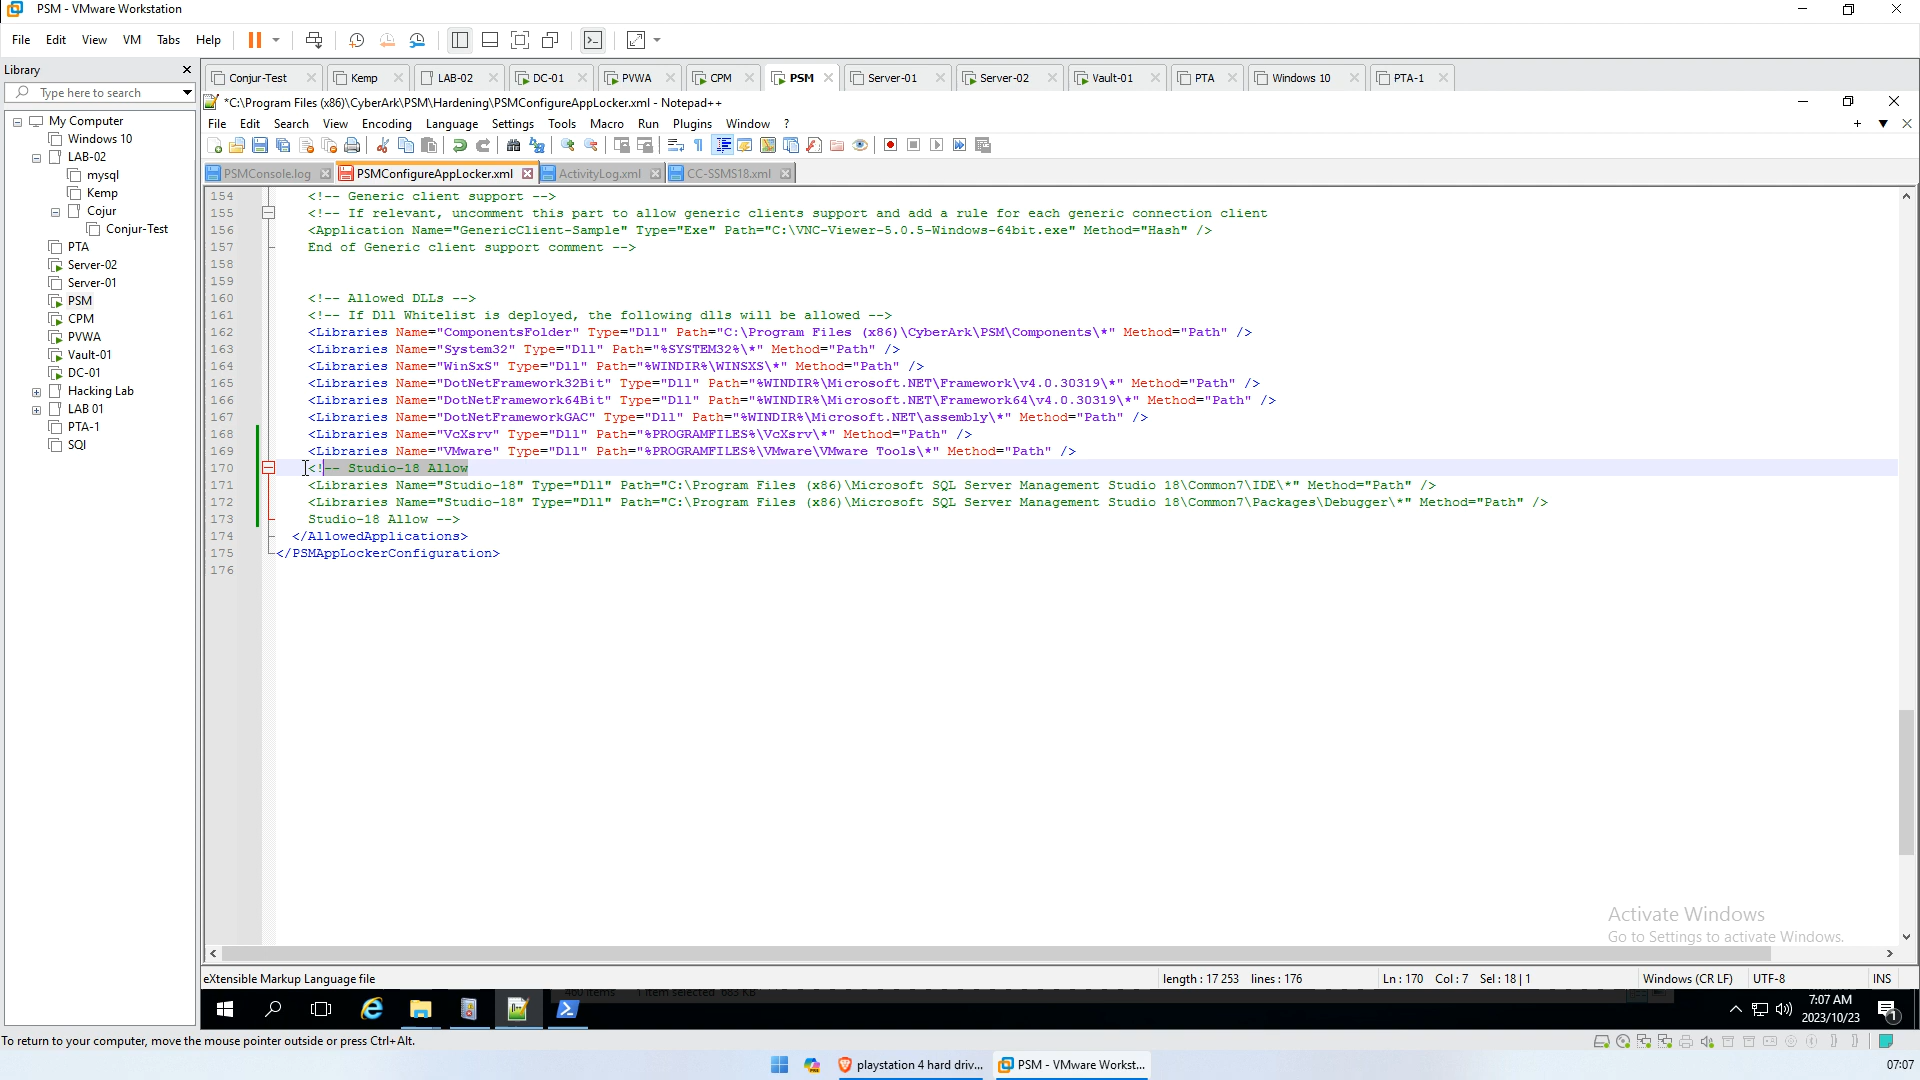 PSM - VMware Workstation
File Edit View VM Tabs Help
Library
Type here to search
My Computer
Windows 10
LAB-02
mysql
Kemp
Cojur
Conjur-Test
PTA
Server-02
Server-01
PSM
CPM
PVWA
Vault-01
DC-01
Hacking Lab
LAB 01
PTA-1
SQl
Conjur-Test Kemp LAB-02 DC-01 PVWA CPM PSM Server-01 Server-02 Vault-01 PTA Windows 10 PTA-1
*C:\Program Files (x86)\CyberArk\PSM\Hardening\PSMConfigureAppLocker.xml - Notepad++
File Edit Search View Encoding Language Settings Tools Macro Run Plugins Window ?
PSMConsole.log PSMConfigureAppLocker.xml ActivityLog.xml CC-SSMS18.xml
154 <!-- Generic client support -->
155 <!-- If relevant, uncomment this part to allow generic clients support and add a rule for each generic connection client
156 <Application Name="GenericClient-Sample" Type="Exe" Path="C:\VNC-Viewer-5.0.5-Windows-64bit.exe" Method="Hash" />
157 End of Generic client support comment -->
158
159
160 <!-- Allowed DLLs -->
161 <!-- If Dll Whitelist is deployed, the following dlls will be allowed -->
162 <Libraries Name="ComponentsFolder" Type="Dll" Path="C:\Program Files (x86)\CyberArk\PSM\Components\*" Method="Path" />
163 <Libraries Name="System32" Type="Dll" Path="%SYSTEM32%\*" Method="Path" />
164 <Libraries Name="WinSxS" Type="Dll" Path="%WINDIR%\WINSXS\*" Method="Path" />
165 <Libraries Name="DotNetFramework32Bit" Type="Dll" Path="%WINDIR%\Microsoft.NET\Framework\v4.0.30319\*" Method="Path" />
166 <Libraries Name="DotNetFramework64Bit" Type="Dll" Path="%WINDIR%\Microsoft.NET\Framework64\v4.0.30319\*" Method="Path" />
167 <Libraries Name="DotNetFrameworkGAC" Type="Dll" Path="%WINDIR%\Microsoft.NET\assembly\*" Method="Path" />
168 <Libraries Name="VcXsrv" Type="Dll" Path="%PROGRAMFILES%\VcXsrv\*" Method="Path" />
169 <Libraries Name="VMware" Type="Dll" Path="%PROGRAMFILES%\VMware\VMware Tools\*" Method="Path" />
170 <!-- Studio-18 Allow
171 <Libraries Name="Studio-18" Type="Dll" Path="C:\Program Files (x86)\Microsoft SQL Server Management Studio 18\Common7\IDE\*" Method="Path" />
172 <Libraries Name="Studio-18" Type="Dll" Path="C:\Program Files (x86)\Microsoft SQL Server Management Studio 18\Common7\Packages\Debugger\*" Method="Path" />
173 Studio-18 Allow -->
174 </AllowedApplications>
175 </PSMAppLockerConfiguration>
176
Activate Windows
Go to Settings to activate Windows.
eXtensible Markup Language file length : 17 253 lines : 176 Ln : 170 Col : 7 Sel : 18 | 1 Windows (CR LF) UTF-8 INS
460 items 1 item selected 683 KB
7:07 AM
2023/10/23
1
To return to your computer, move the mouse pointer outside or press Ctrl+Alt.
playstation 4 hard driv... PSM - VMware Workst... 07:07